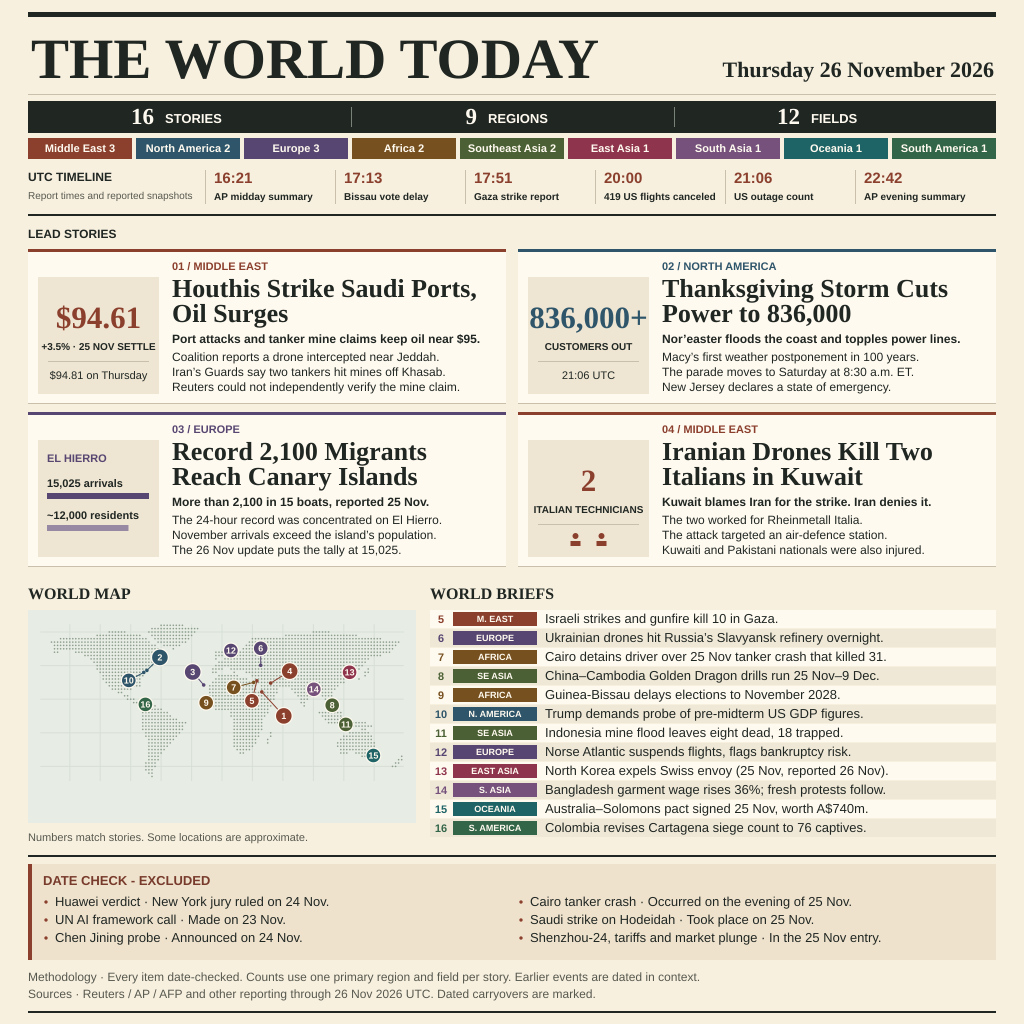 THE WORLD TODAY
Thursday 26 November 2026
16 STORIES
9 REGIONS
12 FIELDS
Middle East 3
North America 2
Europe 3
Africa 2
Southeast Asia 2
East Asia 1
South Asia 1
Oceania 1
South America 1
UTC TIMELINE
Report times and reported snapshots
16:21
AP midday summary
17:13
Bissau vote delay
17:51
Gaza strike report
20:00
419 US flights canceled
21:06
US outage count
22:42
AP evening summary
LEAD STORIES
01 / MIDDLE EAST
Houthis Strike Saudi Ports,
Oil Surges
Port attacks and tanker mine claims keep oil near $95.
Coalition reports a drone intercepted near Jeddah.
Iran’s Guards say two tankers hit mines off Khasab.
Reuters could not independently verify the mine claim.
$94.61
+3.5% · 25 NOV SETTLE
$94.81 on Thursday
02 / NORTH AMERICA
Thanksgiving Storm Cuts
Power to 836,000
Nor’easter floods the coast and topples power lines.
Macy’s first weather postponement in 100 years.
The parade moves to Saturday at 8:30 a.m. ET.
New Jersey declares a state of emergency.
836,000+
CUSTOMERS OUT
21:06 UTC
03 / EUROPE
Record 2,100 Migrants
Reach Canary Islands
More than 2,100 in 15 boats, reported 25 Nov.
The 24-hour record was concentrated on El Hierro.
November arrivals exceed the island’s population.
The 26 Nov update puts the tally at 15,025.
EL HIERRO
15,025 arrivals
~12,000 residents
04 / MIDDLE EAST
Iranian Drones Kill Two
Italians in Kuwait
Kuwait blames Iran for the strike. Iran denies it.
The two worked for Rheinmetall Italia.
The attack targeted an air-defence station.
Kuwaiti and Pakistani nationals were also injured.
2
ITALIAN TECHNICIANS
WORLD MAP
12
6
2
3
4
13
10
7
14
16
9
5
8
1
11
15
Numbers match stories. Some locations are approximate.
WORLD BRIEFS
5 M. EAST Israeli strikes and gunfire kill 10 in Gaza.
6 EUROPE Ukrainian drones hit Russia’s Slavyansk refinery overnight.
7 AFRICA Cairo detains driver over 25 Nov tanker crash that killed 31.
8 SE ASIA China–Cambodia Golden Dragon drills run 25 Nov–9 Dec.
9 AFRICA Guinea-Bissau delays elections to November 2028.
10 N. AMERICA Trump demands probe of pre-midterm US GDP figures.
11 SE ASIA Indonesia mine flood leaves eight dead, 18 trapped.
12 EUROPE Norse Atlantic suspends flights, flags bankruptcy risk.
13 EAST ASIA North Korea expels Swiss envoy (25 Nov, reported 26 Nov).
14 S. ASIA Bangladesh garment wage rises 36%; fresh protests follow.
15 OCEANIA Australia–Solomons pact signed 25 Nov, worth A$740m.
16 S. AMERICA Colombia revises Cartagena siege count to 76 captives.
DATE CHECK - EXCLUDED
• Huawei verdict · New York jury ruled on 24 Nov.
• UN AI framework call · Made on 23 Nov.
• Chen Jining probe · Announced on 24 Nov.
• Cairo tanker crash · Occurred on the evening of 25 Nov.
• Saudi strike on Hodeidah · Took place on 25 Nov.
• Shenzhou-24, tariffs and market plunge · In the 25 Nov entry.
Methodology · Every item date-checked. Counts use one primary region and field per story. Earlier events are dated in context.
Sources · Reuters / AP / AFP and other reporting through 26 Nov 2026 UTC. Dated carryovers are marked.